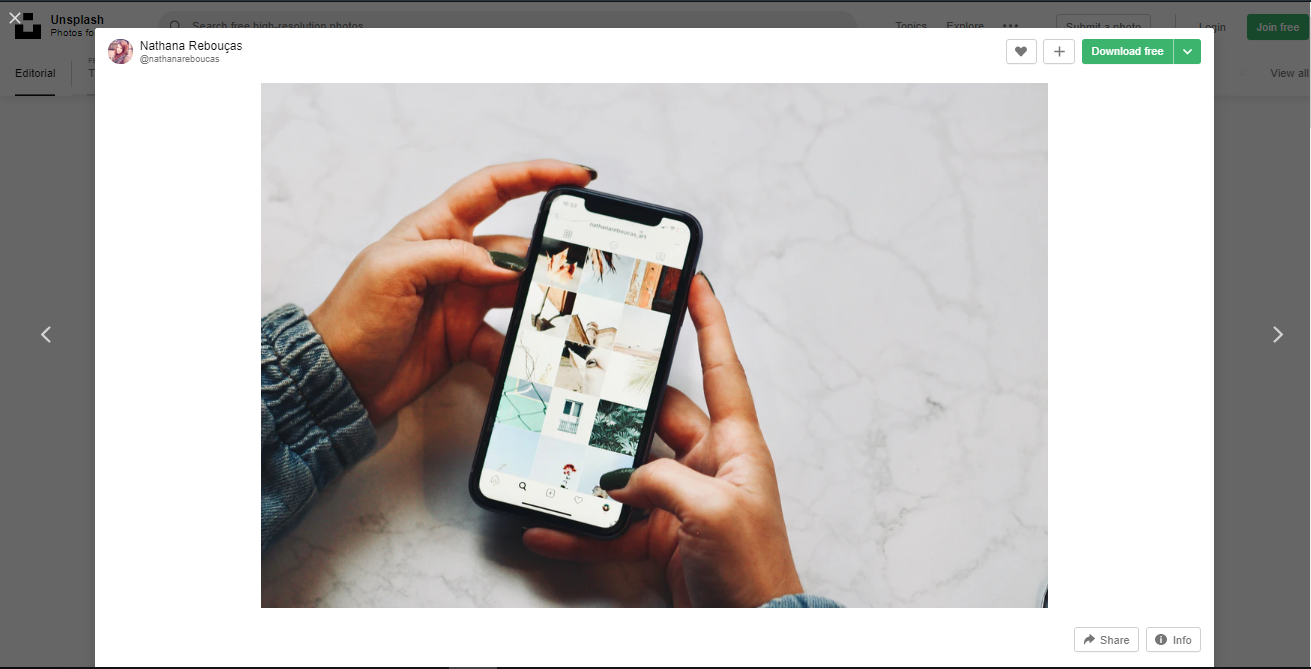 Unsplash
Photos fo
Search free high-resolution photos
Topics
Explore
Submit a photo
Login
Join free
Nathana Rebouças
@nathanareboucas
Download free
Editorial
T
View all
nathanareboucas_art
Share
Info